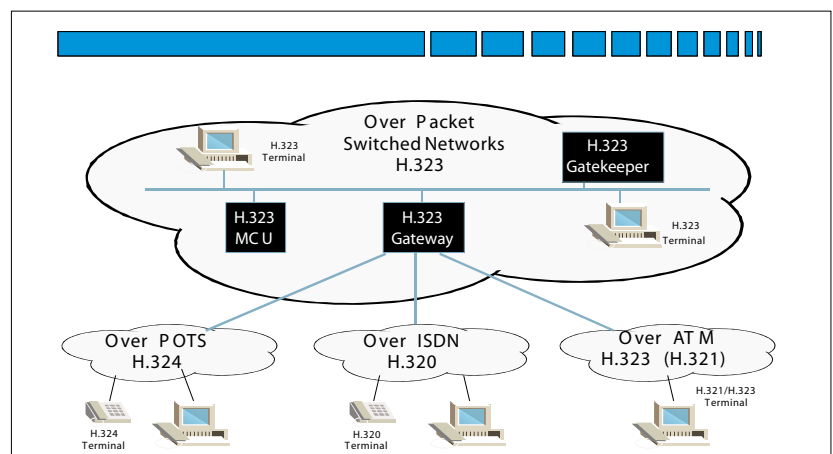 Over Packet
Switched Networks
H.323
H.323
Terminal
H.323
Gatekeeper
H.323
MCU
H.323
Gateway
H.323
Terminal
Over POTS
H.324
Over ISDN
H.320
Over ATM
H.323 (H.321)
H.324
Terminal
H.320
Terminal
H.321/H.323
Terminal